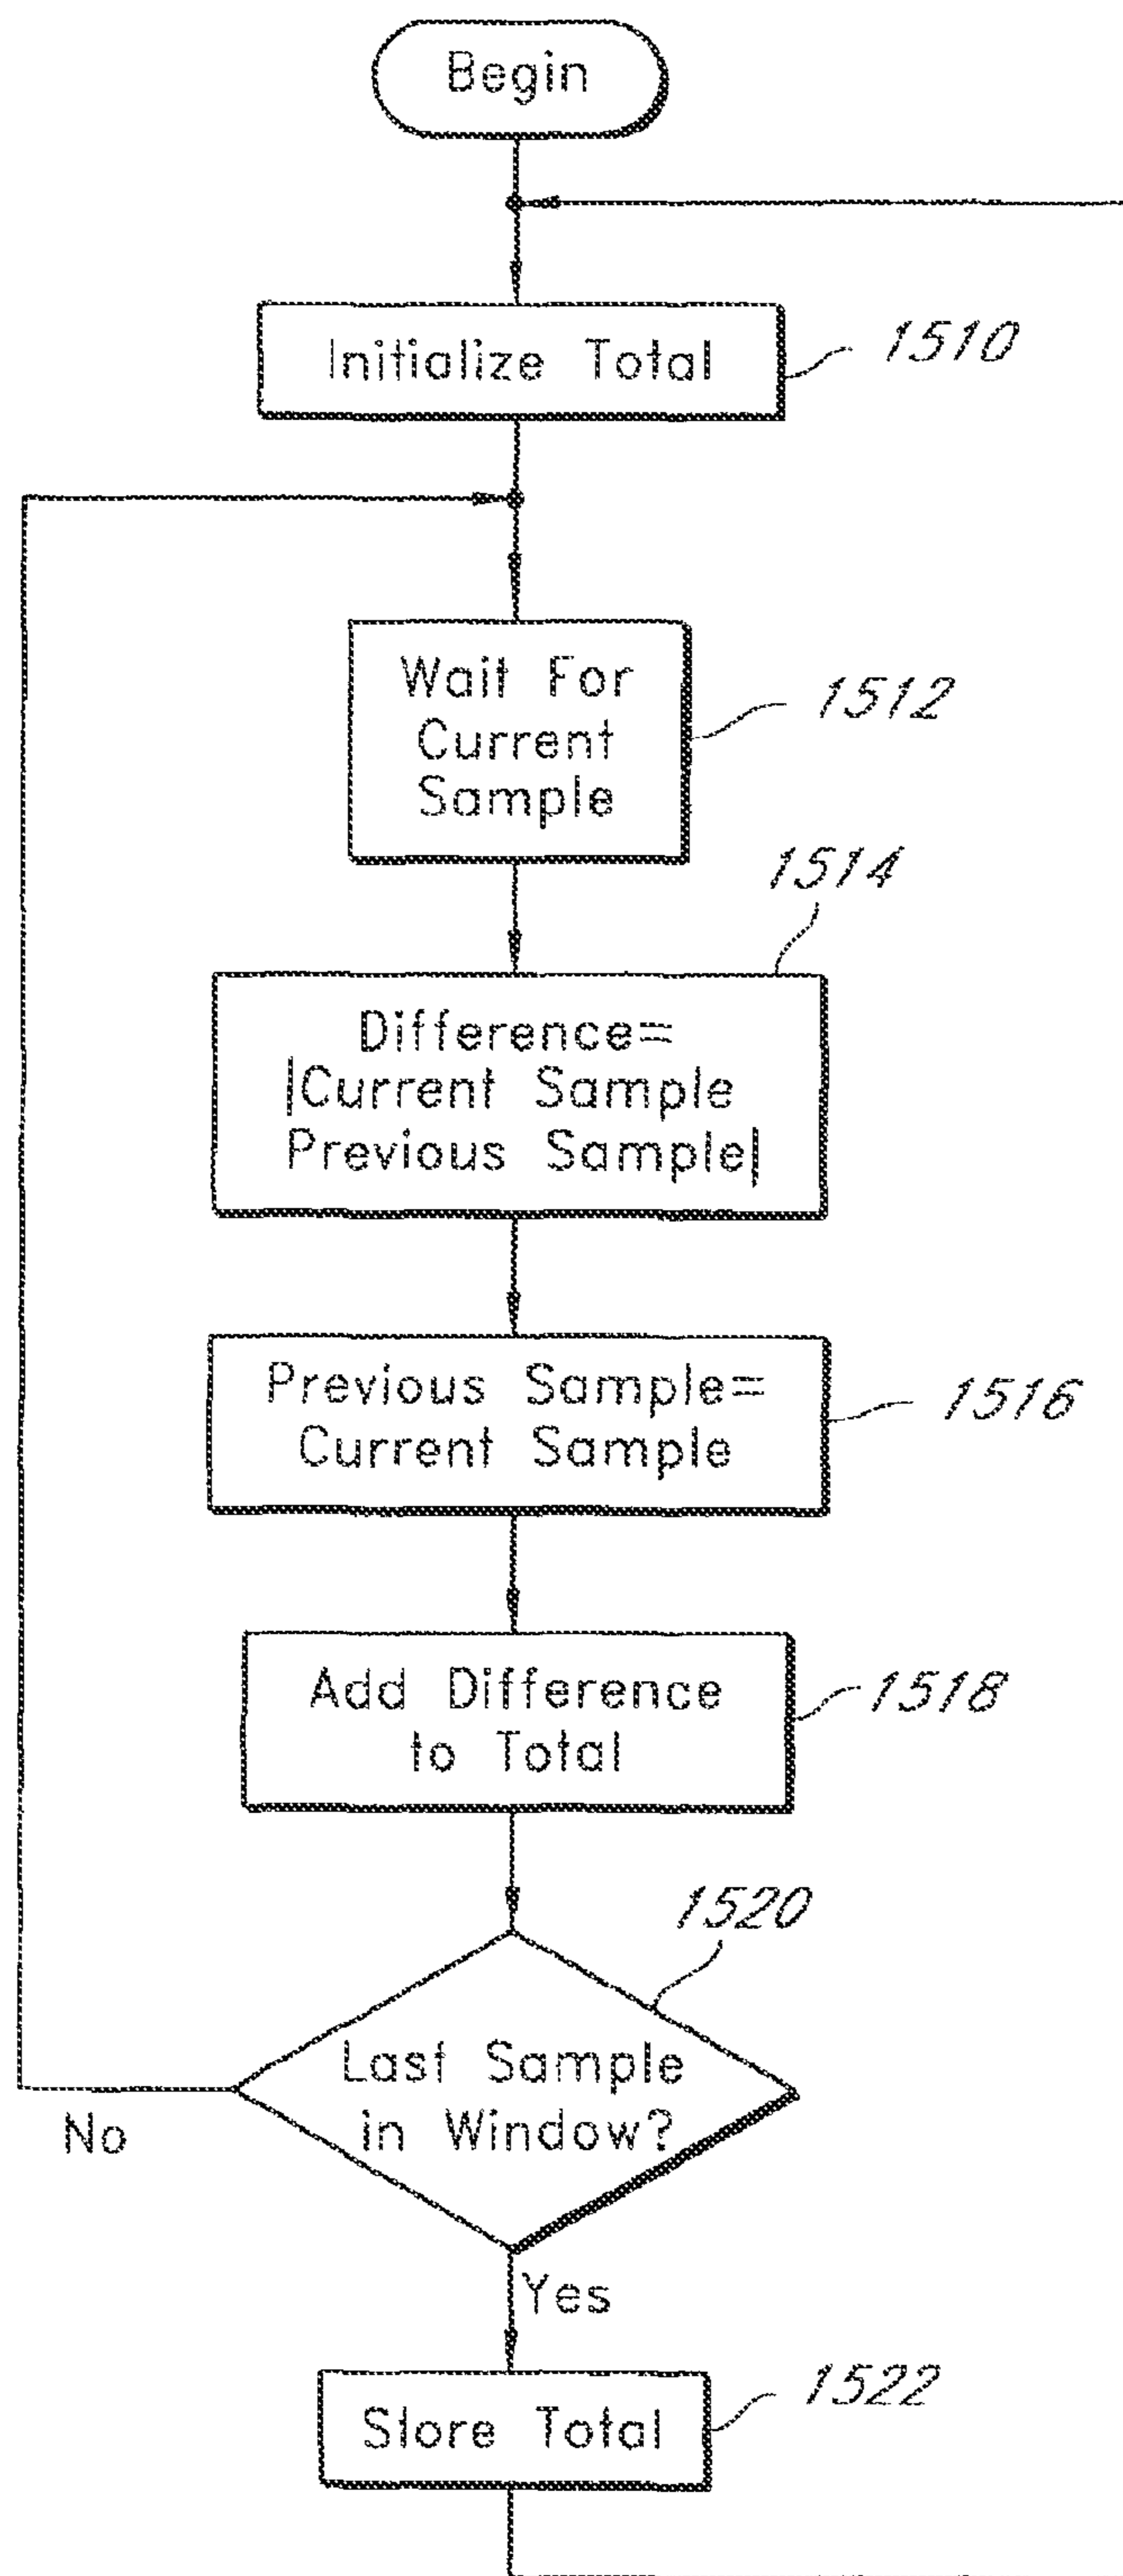 Begin
Initialize Total
1510
Wait For
Current
Sample
1512
1514
Difference=
|Current Sample
Previous Sample|
Previous Sample=
Current Sample
1516
Add Difference
to Total
1518
1520
Last Sample
in Window?
No
Yes
Store Total
1522